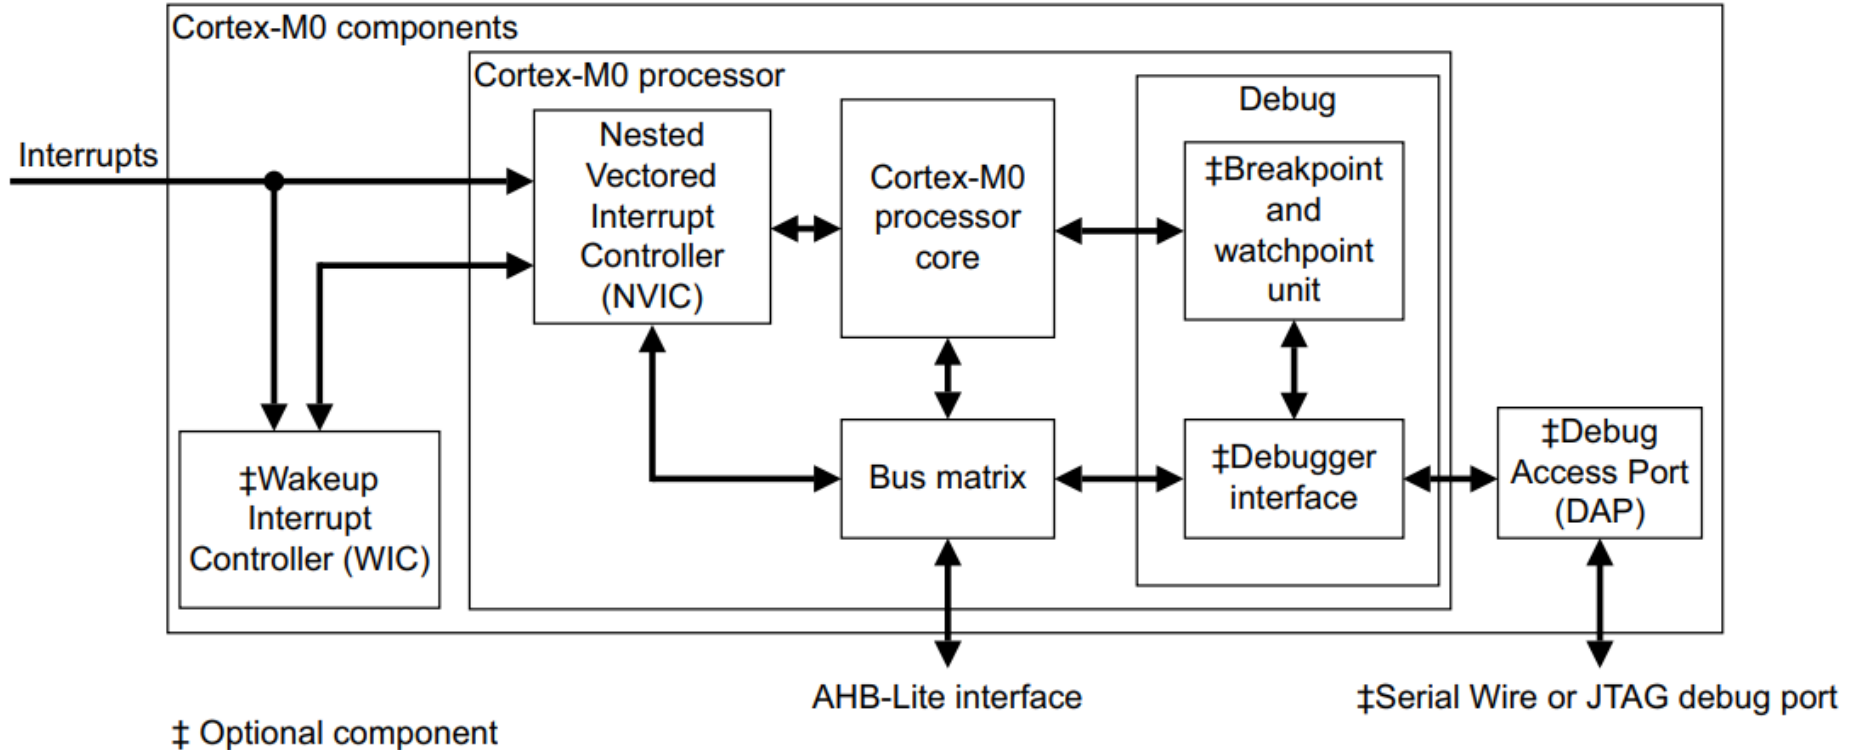 Cortex-M0 components
Cortex-M0 processor
Interrupts
Nested
Vectored
Interrupt
Controller
(NVIC)
Cortex-M0
processor
core
Debug
‡Breakpoint
and
watchpoint
unit
‡Wakeup
Interrupt
Controller (WIC)
Bus matrix
‡Debugger
interface
‡Debug
Access Port
(DAP)
AHB-Lite interface
‡Serial Wire or JTAG debug port
‡ Optional component